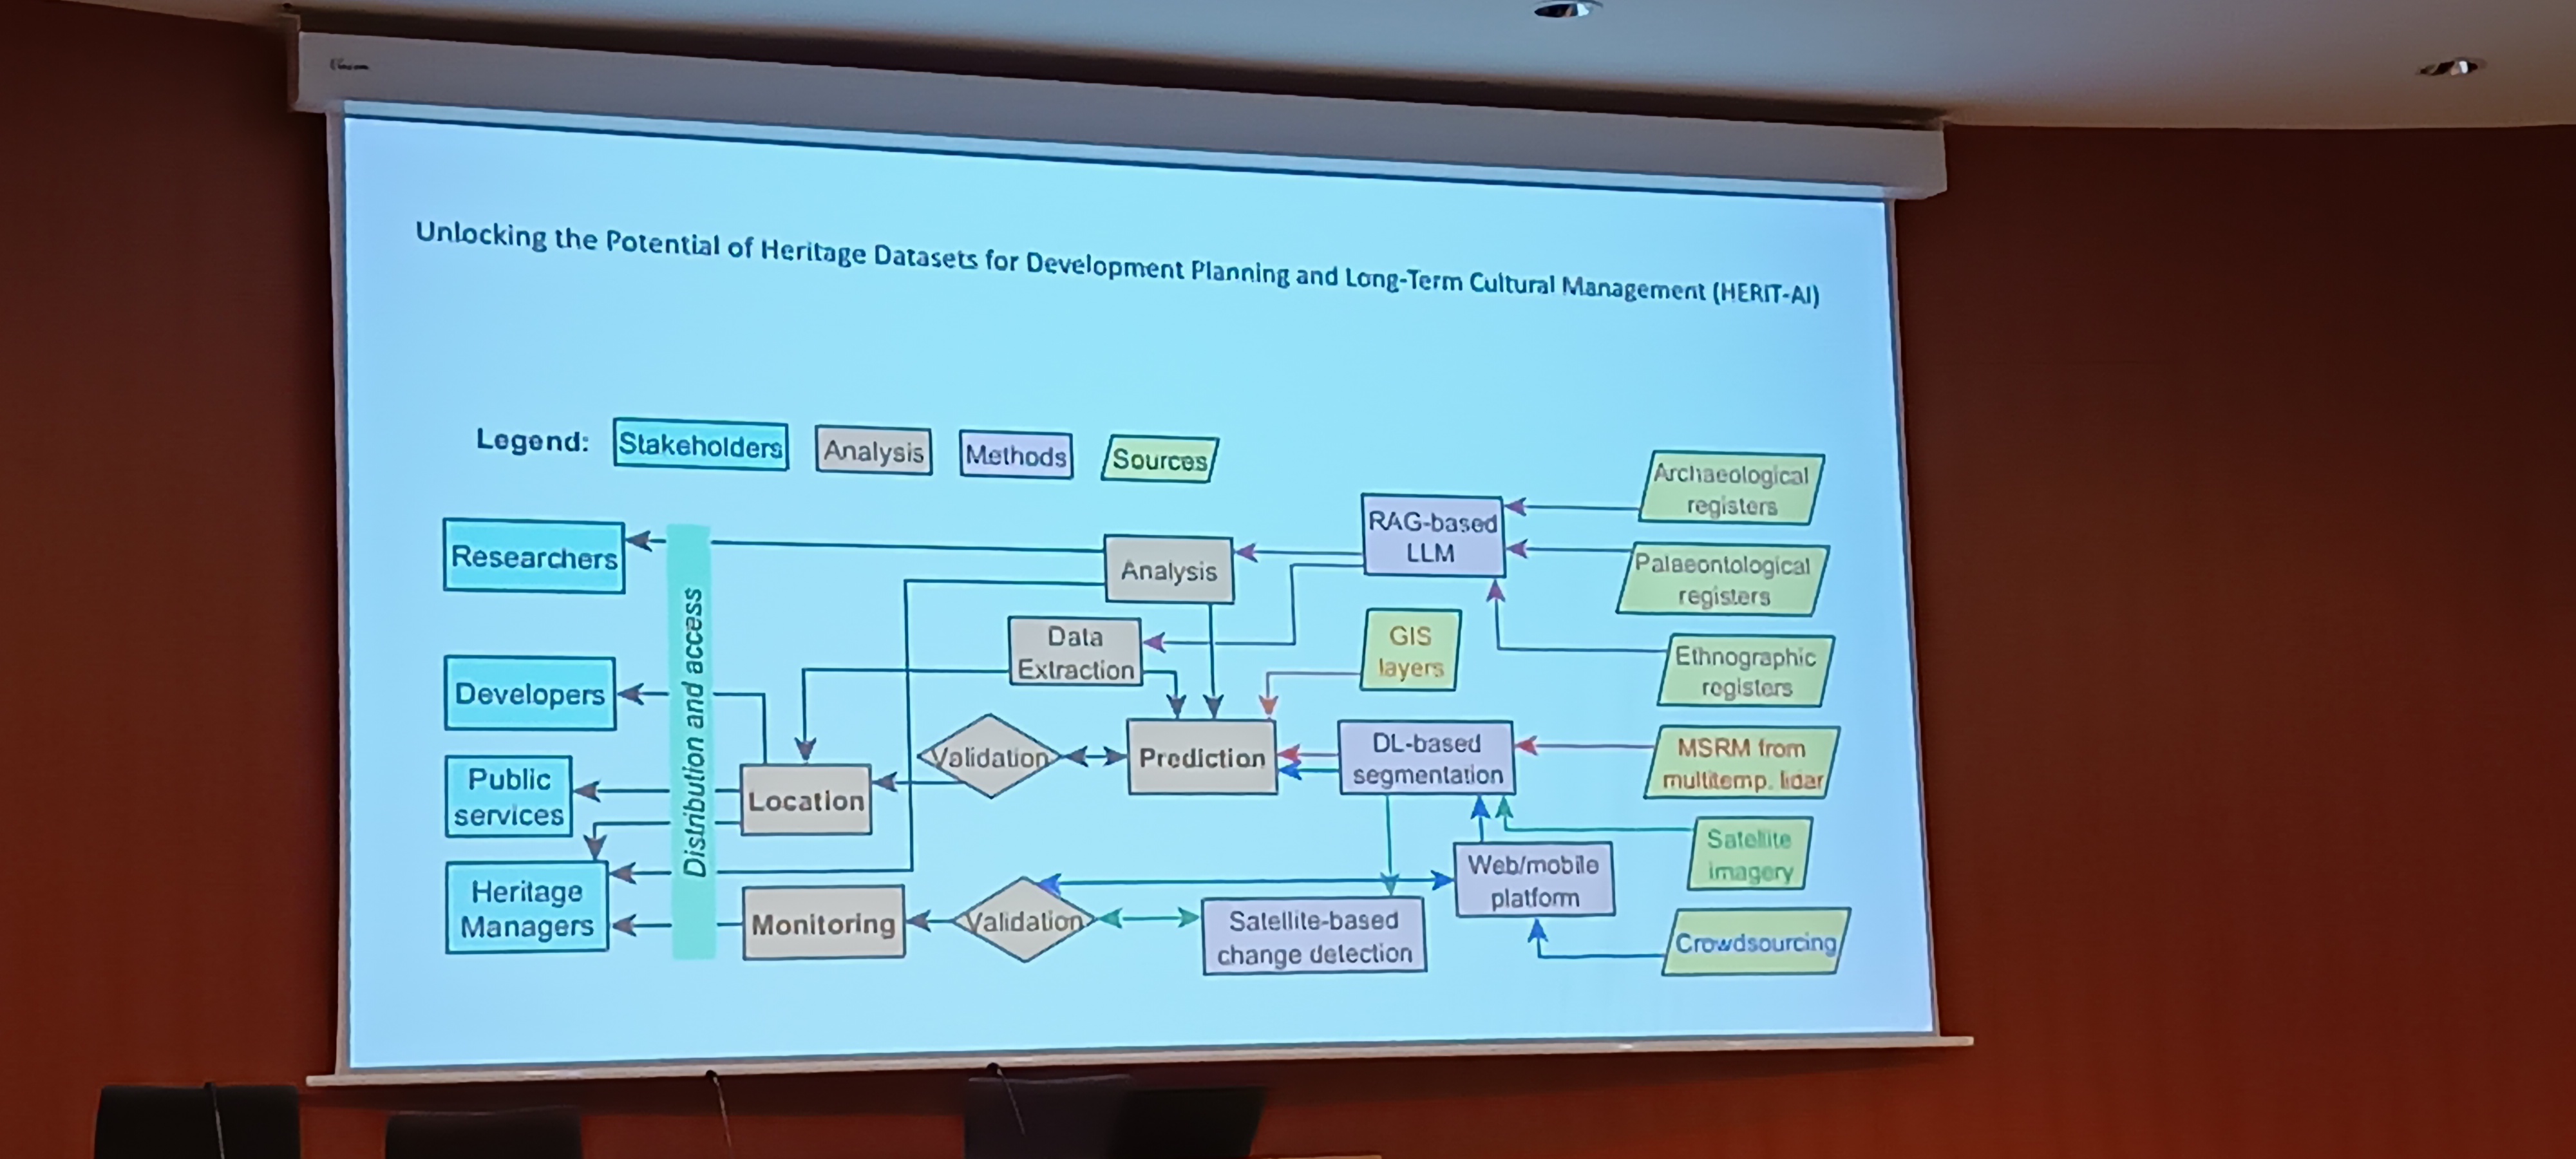 Unlocking the Potential of Heritage Datasets for Development Planning and Long-Term Cultural Management (HERIT-AI)
Legend:
Stakeholders
Analysis
Methods
Sources
Archaeological
registers
RAG-based
LLM
Researchers
Analysis
Palaeontological
registers
Data
Extraction
GIS
layers
Ethnographic
registers
Developers
Distribution and access
Validation
Prediction
DL-based
segmentation
MSRM from
multitemp. lidar
Public
services
Location
Satellite
imagery
Web/mobile
platform
Heritage
Managers
Monitoring
Validation
Satellite-based
change detection
Crowdsourcing